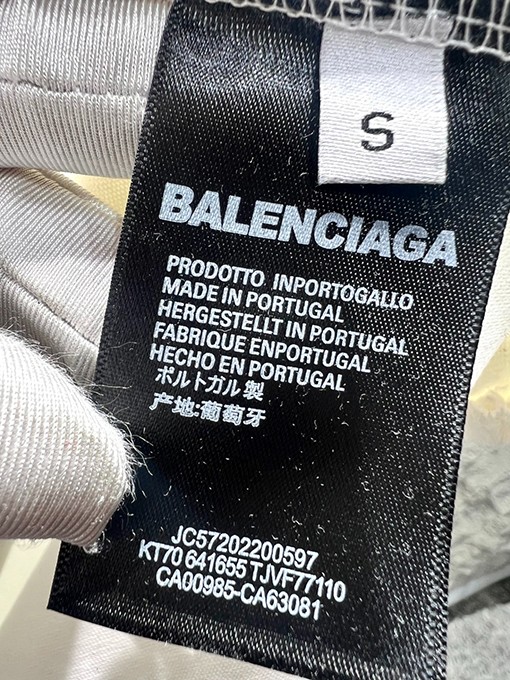 S
BALENCIAGA
PRODOTTO INPORTOGALLO
MADE IN PORTUGAL
HERGESTELLT IN PORTUGAL
FABRIQUE ENPORTUGAL
HECHO EN PORTUGAL
ポルトガル製
产地:葡萄牙
JC57202200597
KT70 641655 TJVF77110
CA00985-CA63081